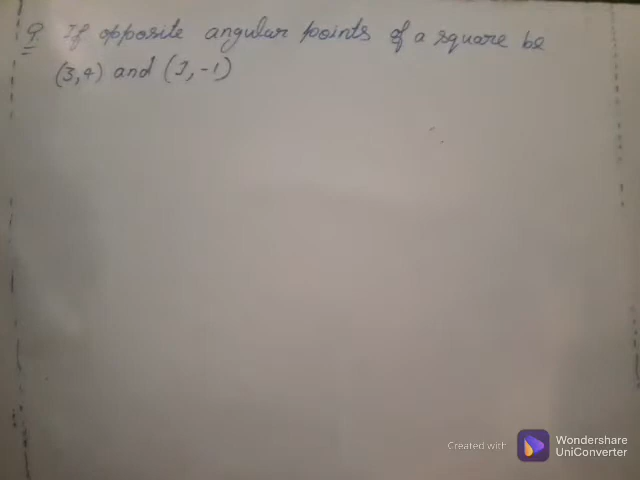 Q If opposite angular points of a square be
(3,4) and (1,-1)
Created with
Wondershare
UniConverter